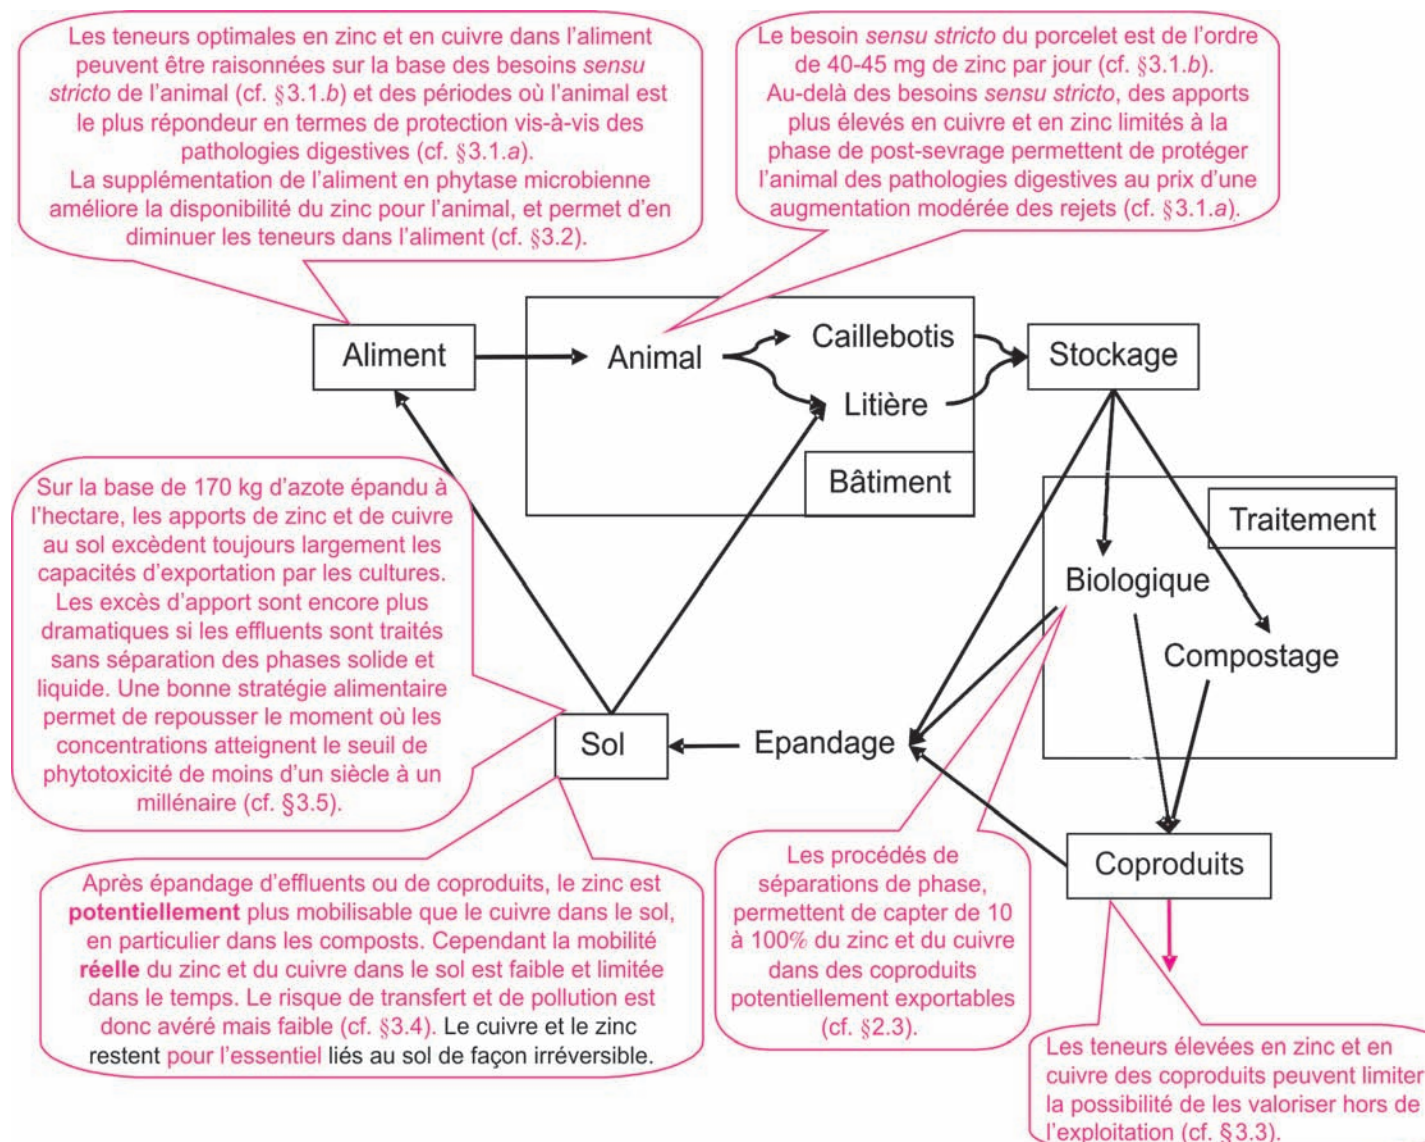 Les teneurs optimales en zinc et en cuivre dans l'aliment
peuvent être raisonnées sur la base des besoins sensu
stricto de l'animal (cf. §3.1.b) et des périodes où l'animal est
le plus répondeur en termes de protection vis-à-vis des
pathologies digestives (cf. §3.1.a).
La supplémentation de l'aliment en phytase microbienne
améliore la disponibilité du zinc pour l'animal, et permet d'en
diminuer les teneurs dans l'aliment (cf. §3.2).
Le besoin sensu stricto du porcelet est de l'ordre
de 40-45 mg de zinc par jour (cf. §3.1.b).
Au-delà des besoins sensu stricto, des apports
plus élevés en cuivre et en zinc limités à la
phase de post-sevrage permettent de protéger
l'animal des pathologies digestives au prix d'une
augmentation modérée des rejets (cf. §3.1.a).
Aliment
Animal
Caillebotis
Litière
Bâtiment
Stockage
Traitement
Biologique
Compostage
Sur la base de 170 kg d'azote épandu à
l'hectare, les apports de zinc et de cuivre
au sol excèdent toujours largement les
capacités d'exportation par les cultures.
Les excès d'apport sont encore plus
dramatiques si les effluents sont traités
sans séparation des phases solide et
liquide. Une bonne stratégie alimentaire
permet de repousser le moment où les
concentrations atteignent le seuil de
phytotoxicité de moins d'un siècle à un
millénaire (cf. §3.5).
Sol
Epandage
Coproduits
Après épandage d'effluents ou de coproduits, le zinc est
potentiellement plus mobilisable que le cuivre dans le sol,
en particulier dans les composts. Cependant la mobilité
réelle du zinc et du cuivre dans le sol est faible et limitée
dans le temps. Le risque de transfert et de pollution est
donc avéré mais faible (cf. §3.4). Le cuivre et le zinc
restent pour l'essentiel liés au sol de façon irréversible.
Les procédés de
séparations de phase,
permettent de capter de 10
à 100% du zinc et du cuivre
dans des coproduits
potentiellement exportables
(cf. §2.3).
Les teneurs élevées en zinc et en
cuivre des coproduits peuvent limiter
la possibilité de les valoriser hors de
l'exploitation (cf. §3.3).